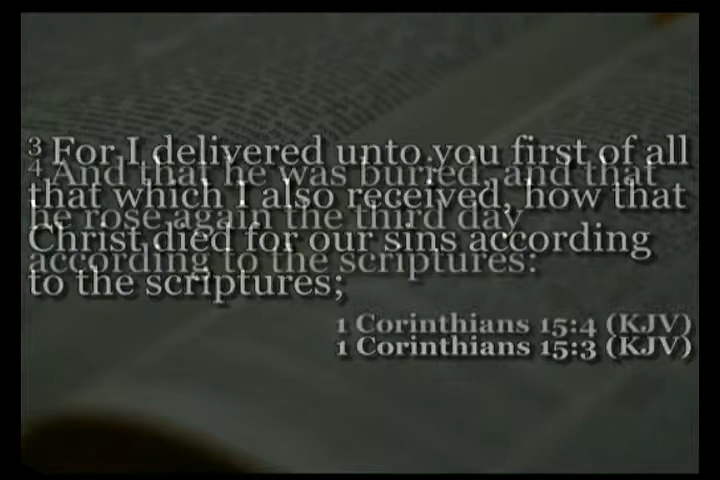 3 For I delivered unto you first of all
4 And that he was buried, and that
that which I also received, how that
he rose again the third day
Christ died for our sins according
according to the scriptures:
to the scriptures;
1 Corinthians 15:4 (KJV)
1 Corinthians 15:3 (KJV)